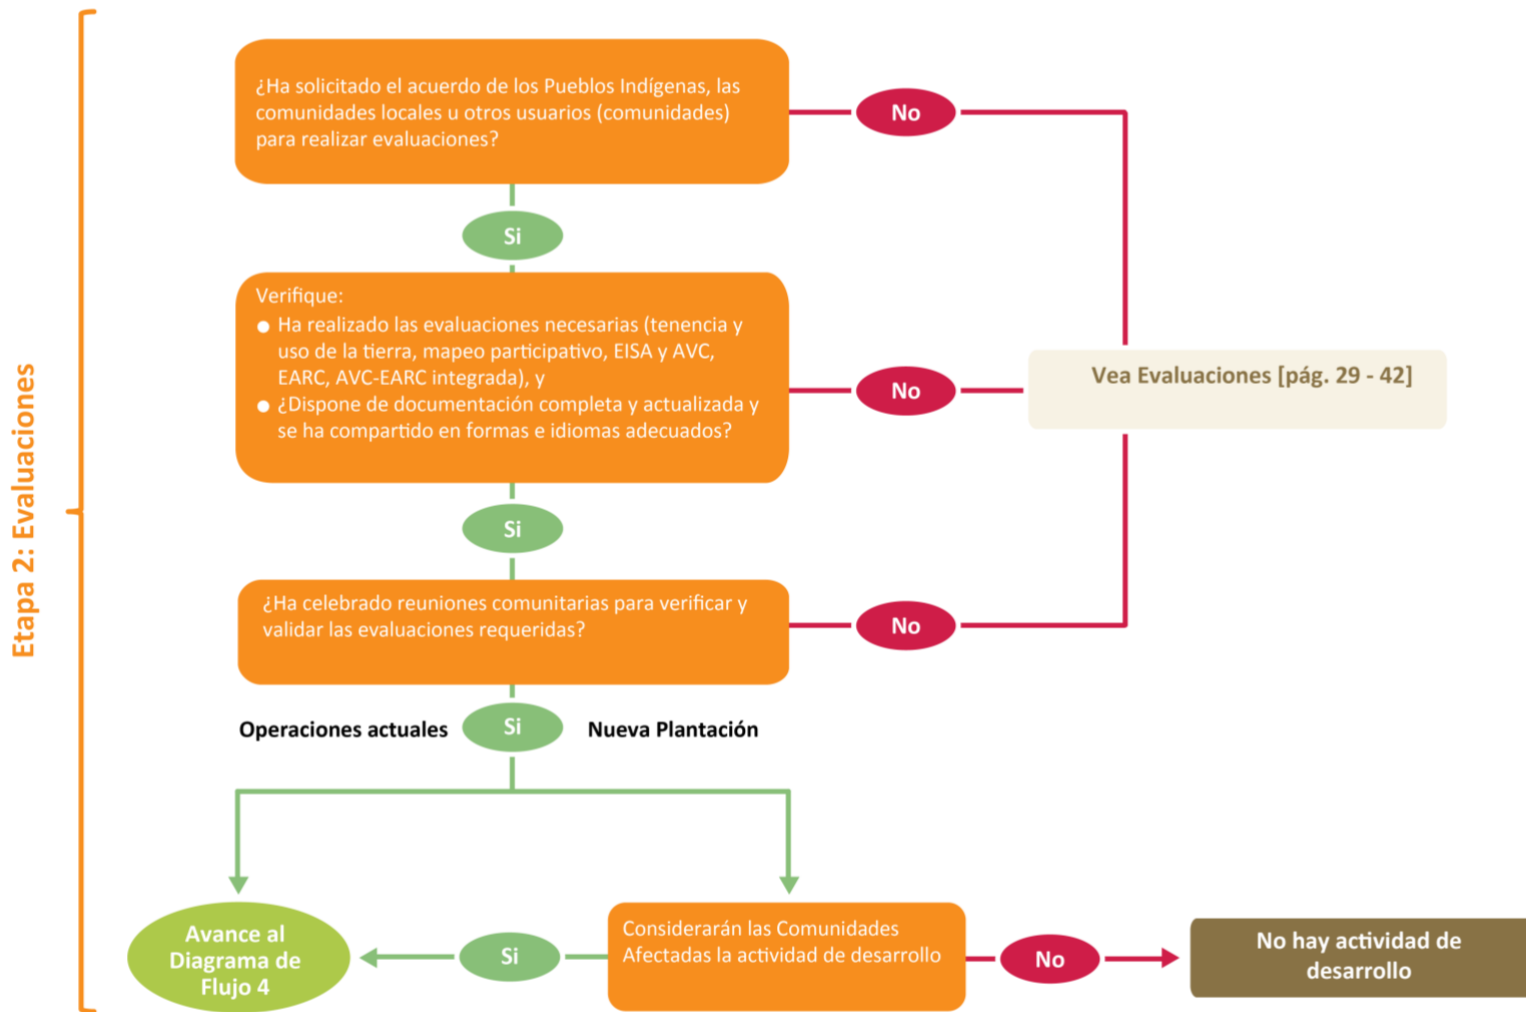 Etapa 2: Evaluaciones
¿Ha solicitado el acuerdo de los Pueblos Indígenas, las
comunidades locales u otros usuarios (comunidades)
para realizar evaluaciones?
No
Si
Verifique:
● Ha realizado las evaluaciones necesarias (tenencia y
uso de la tierra, mapeo participativo, EISA y AVC,
EARC, AVC-EARC integrada), y
● ¿Dispone de documentación completa y actualizada y
se ha compartido en formas e idiomas adecuados?
No
Vea Evaluaciones [pág. 29 - 42]
Si
¿Ha celebrado reuniones comunitarias para verificar y
validar las evaluaciones requeridas?
No
Operaciones actuales
Si
Nueva Plantación
Avance al
Diagrama de
Flujo 4
Si
Considerarán las Comunidades
Afectadas la actividad de desarrollo
No
No hay actividad de
desarrollo